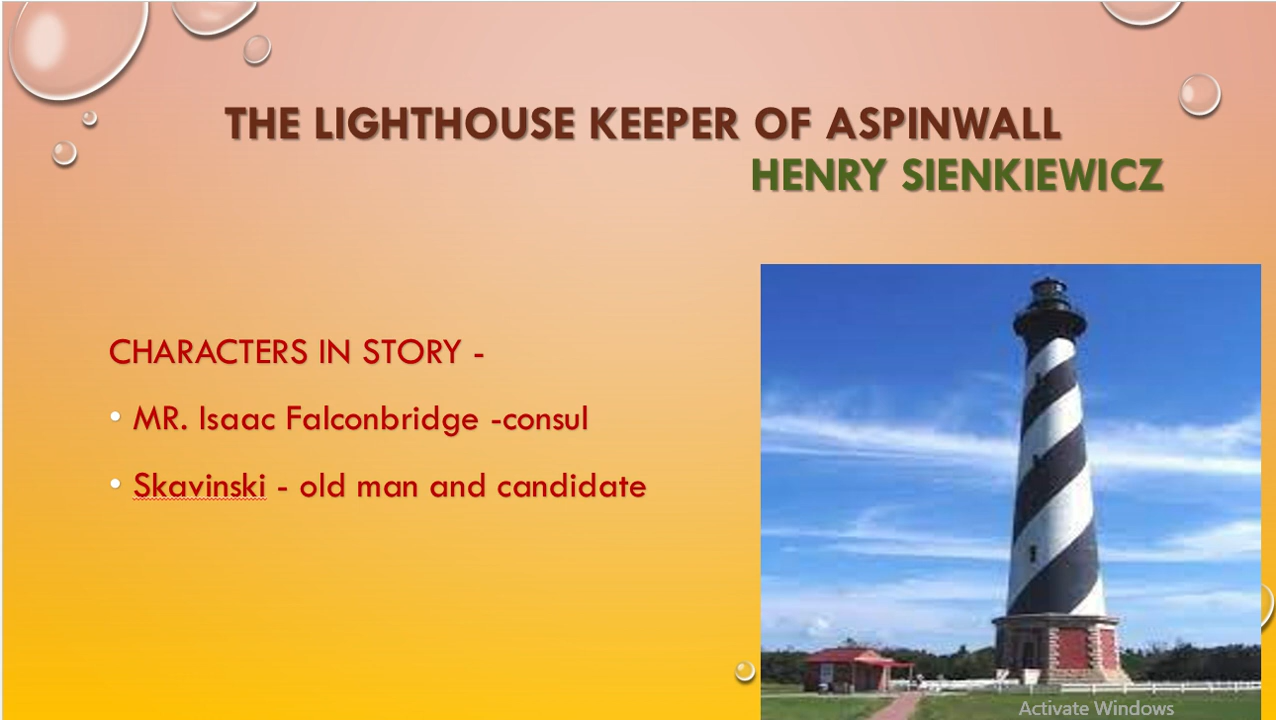 THE LIGHTHOUSE KEEPER OF ASPINWALL
HENRY SIENKIEWICZ
CHARACTERS IN STORY -
• MR. Isaac Falconbridge -consul
• Skavinski - old man and candidate
Activate Windows